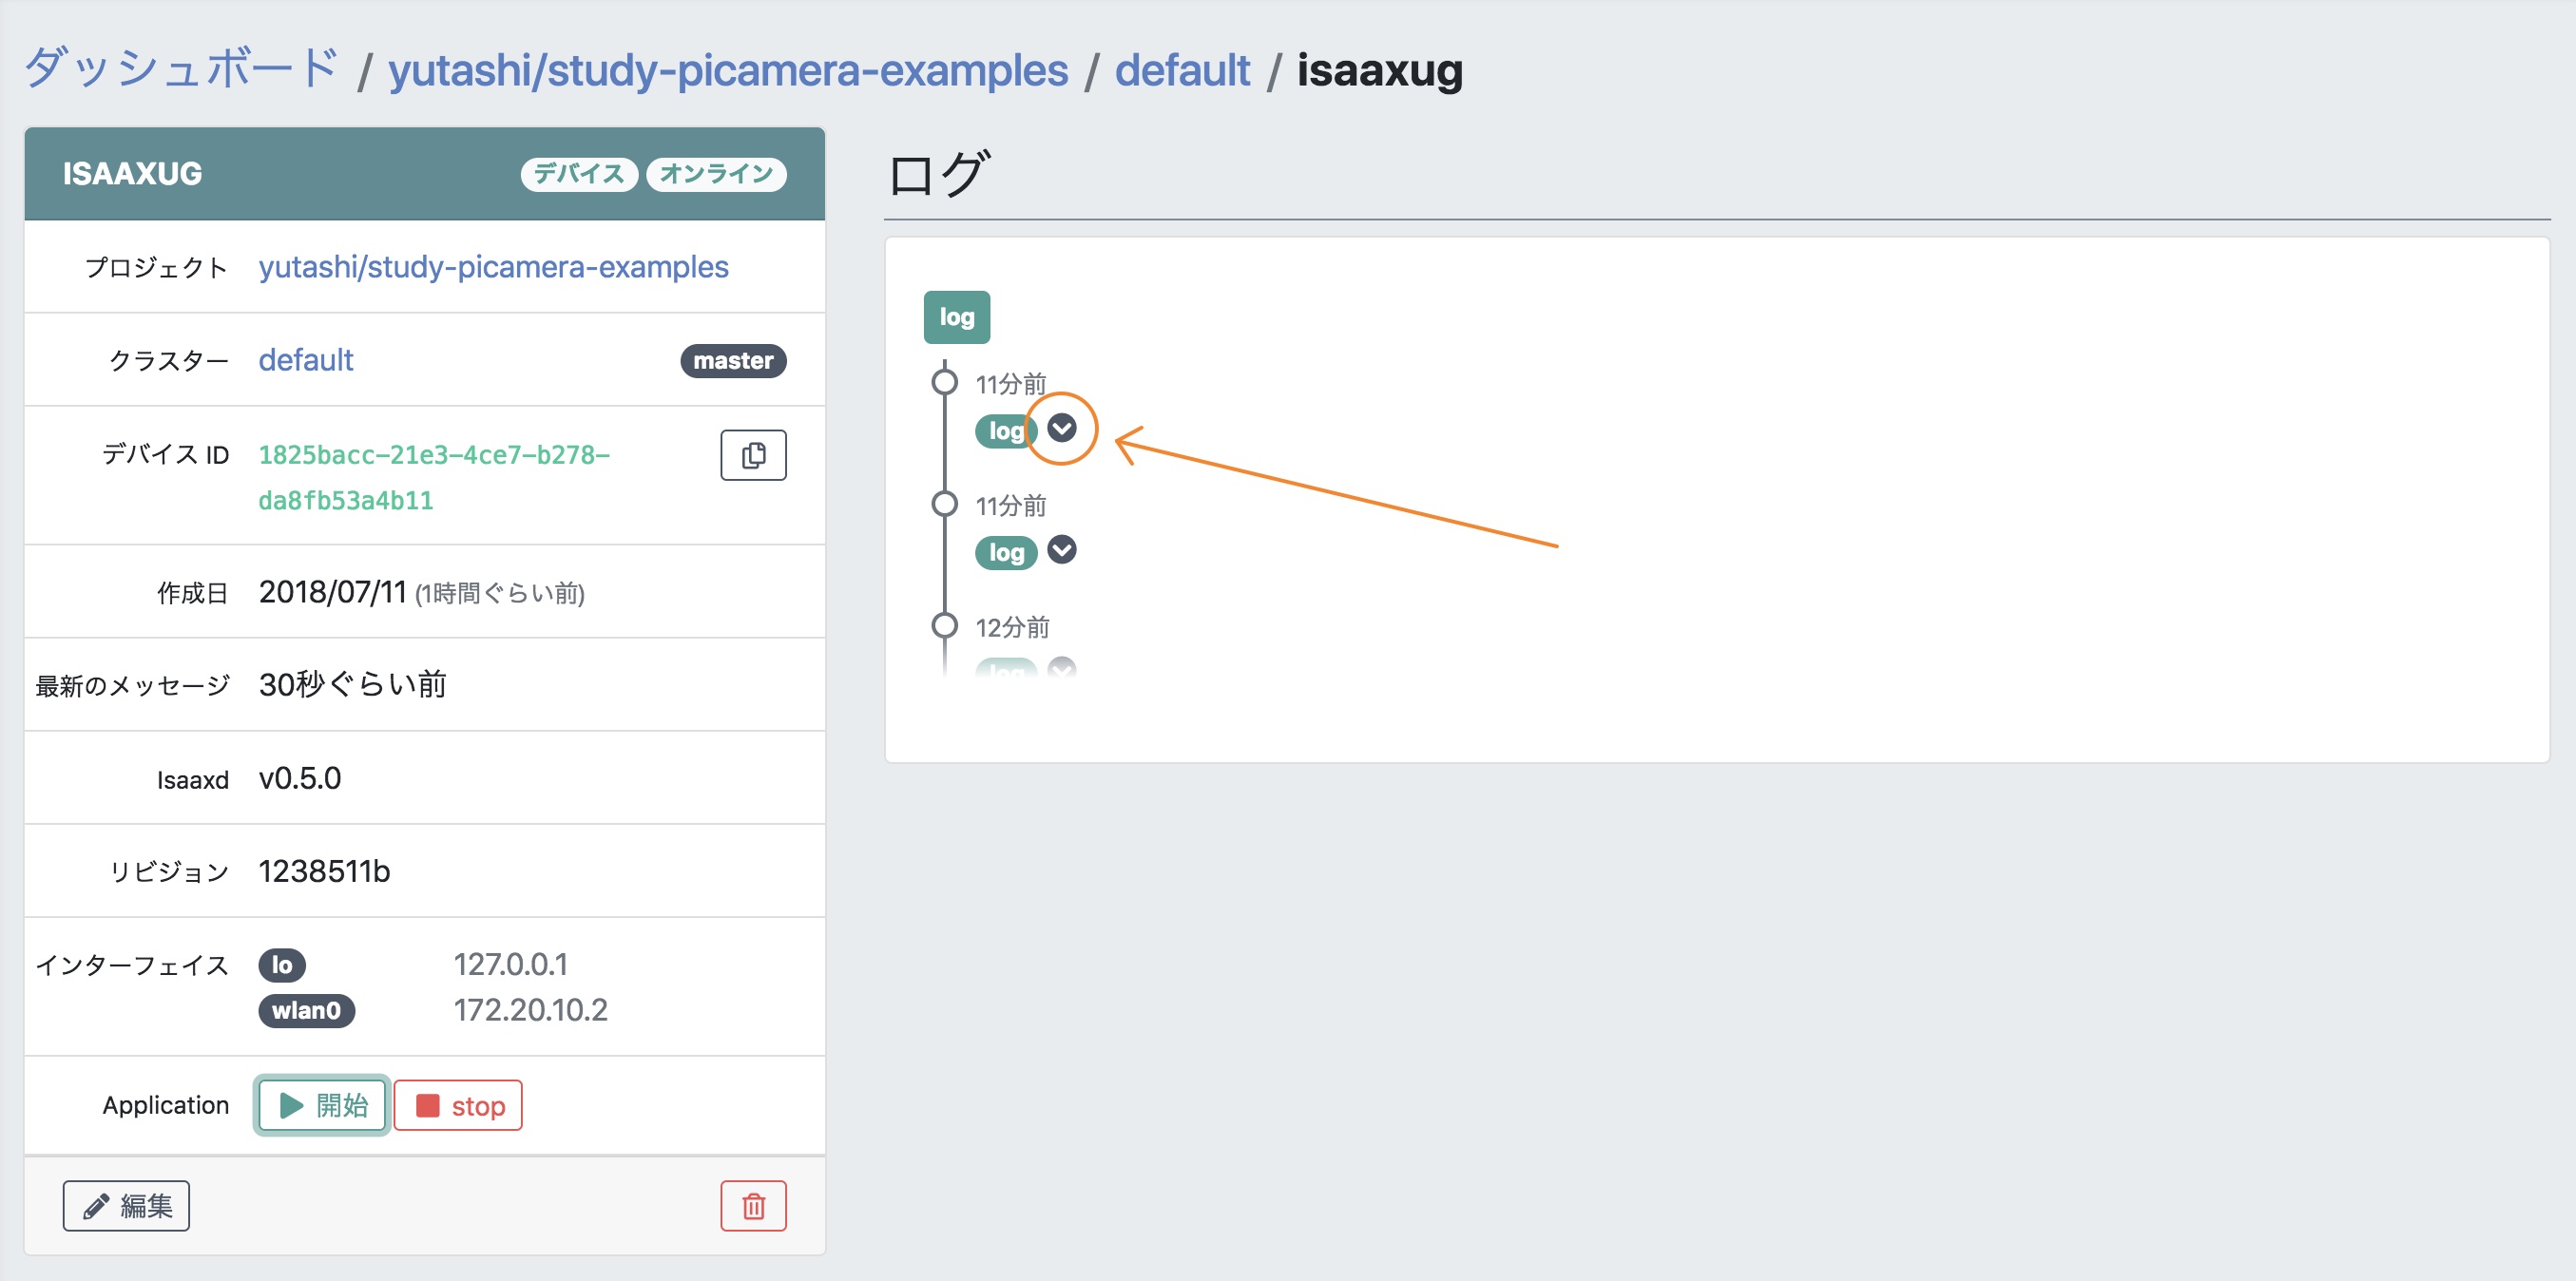 ダッシュボード / yutashi/study-picamera-examples / default / isaaxug
ISAAXUG デバイス オンライン
プロジェクト yutashi/study-picamera-examples
クラスター default master
デバイス ID 1825bacc–21e3–4ce7–b278–
da8fb53a4b11
作成日 2018/07/11 (1時間ぐらい前)
最新のメッセージ 30秒ぐらい前
Isaaxd v0.5.0
リビジョン 1238511b
インターフェイス lo 127.0.0.1
wlan0 172.20.10.2
Application 開始 stop
編集
ログ
log
11分前
log
11分前
log
12分前
log